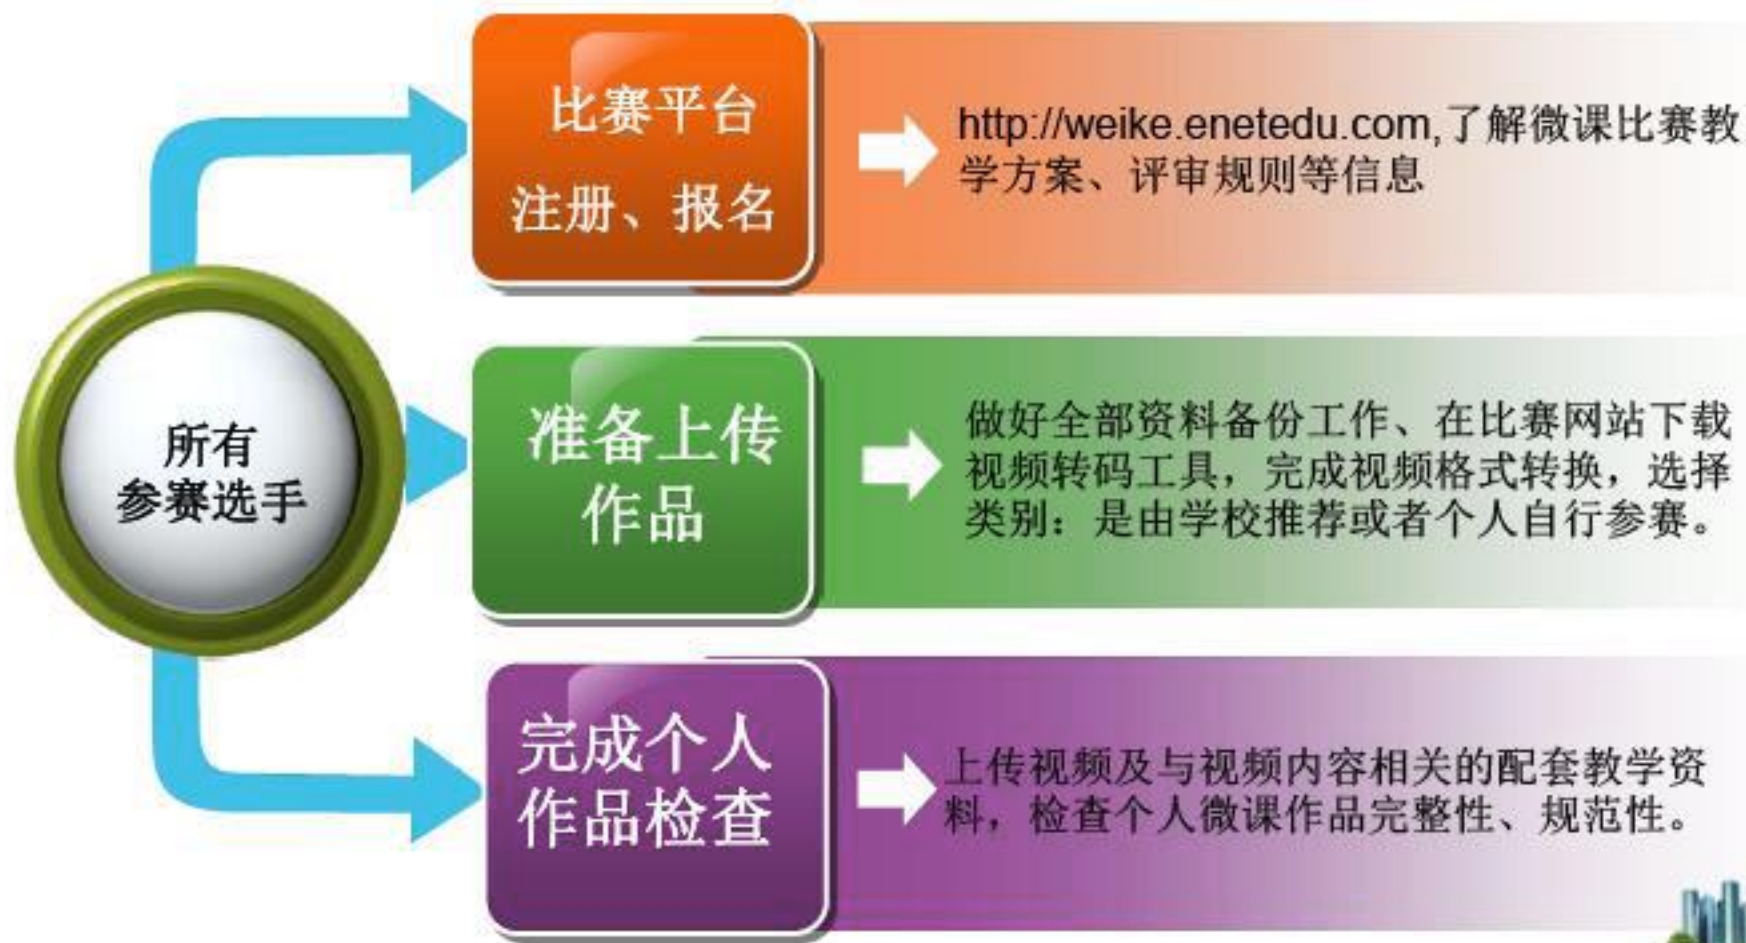 所有
参赛选手
比赛平台
注册、报名
http://weike.enetedu.com,了解微课比赛教
学方案、评审规则等信息
准备上传
作品
做好全部资料备份工作、在比赛网站下载
视频转码工具，完成视频格式转换，选择
类别：是由学校推荐或者个人自行参赛。
完成个人
作品检查
上传视频及与视频内容相关的配套教学资
料，检查个人微课作品完整性、规范性。